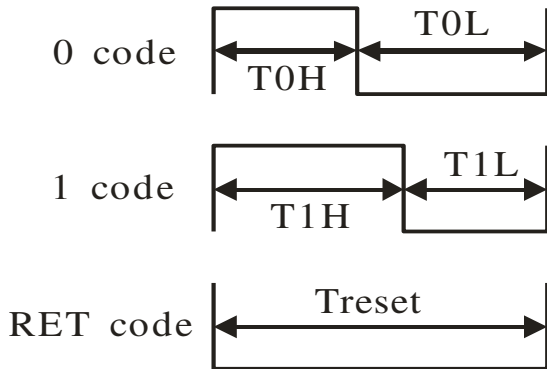 0 code T0H T0L
1 code T1H T1L
RET code Treset